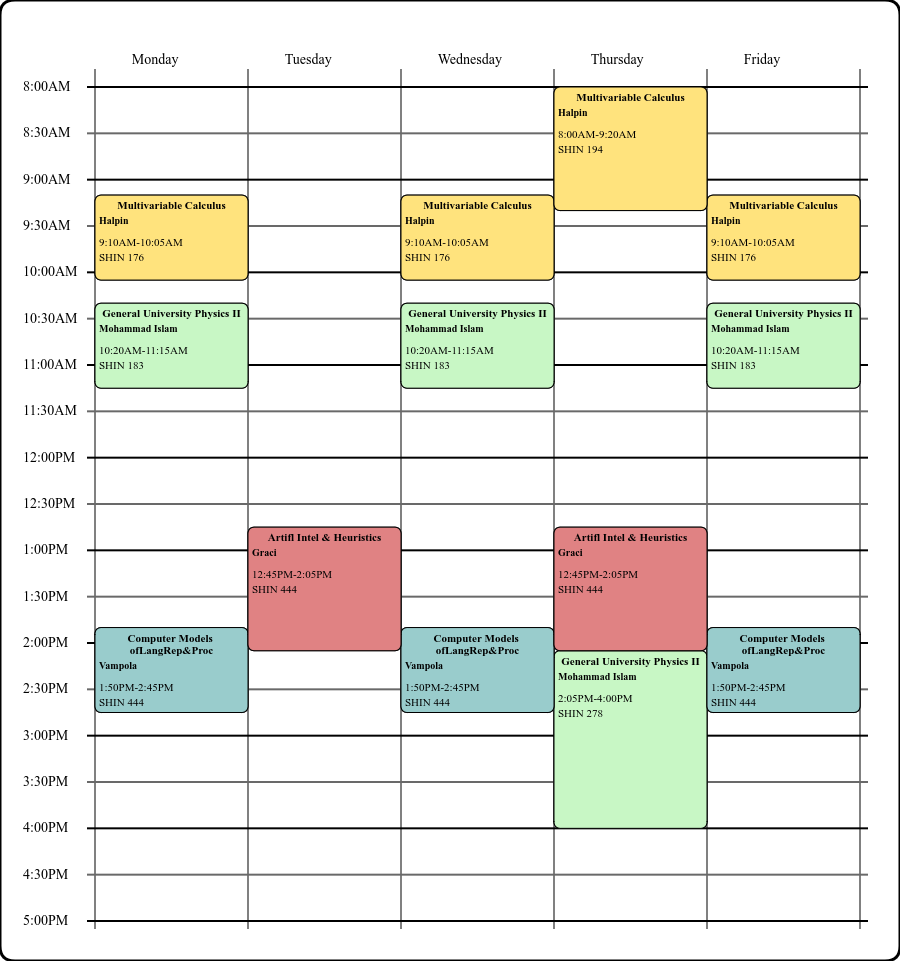 Monday
Tuesday
Wednesday
Thursday
Friday
8:00AM
8:30AM
9:00AM
9:30AM
10:00AM
10:30AM
11:00AM
11:30AM
12:00PM
12:30PM
1:00PM
1:30PM
2:00PM
2:30PM
3:00PM
3:30PM
4:00PM
4:30PM
5:00PM
Multivariable Calculus
Halpin
9:10AM-10:05AM
SHIN 176
General University Physics II
Mohammad Islam
10:20AM-11:15AM
SHIN 183
Computer Models
ofLangRep&Proc
Vampola
1:50PM-2:45PM
SHIN 444
Artifl Intel & Heuristics
Graci
12:45PM-2:05PM
SHIN 444
Multivariable Calculus
Halpin
9:10AM-10:05AM
SHIN 176
General University Physics II
Mohammad Islam
10:20AM-11:15AM
SHIN 183
Computer Models
ofLangRep&Proc
Vampola
1:50PM-2:45PM
SHIN 444
Multivariable Calculus
Halpin
8:00AM-9:20AM
SHIN 194
Artifl Intel & Heuristics
Graci
12:45PM-2:05PM
SHIN 444
General University Physics II
Mohammad Islam
2:05PM-4:00PM
SHIN 278
Multivariable Calculus
Halpin
9:10AM-10:05AM
SHIN 176
General University Physics II
Mohammad Islam
10:20AM-11:15AM
SHIN 183
Computer Models
ofLangRep&Proc
Vampola
1:50PM-2:45PM
SHIN 444